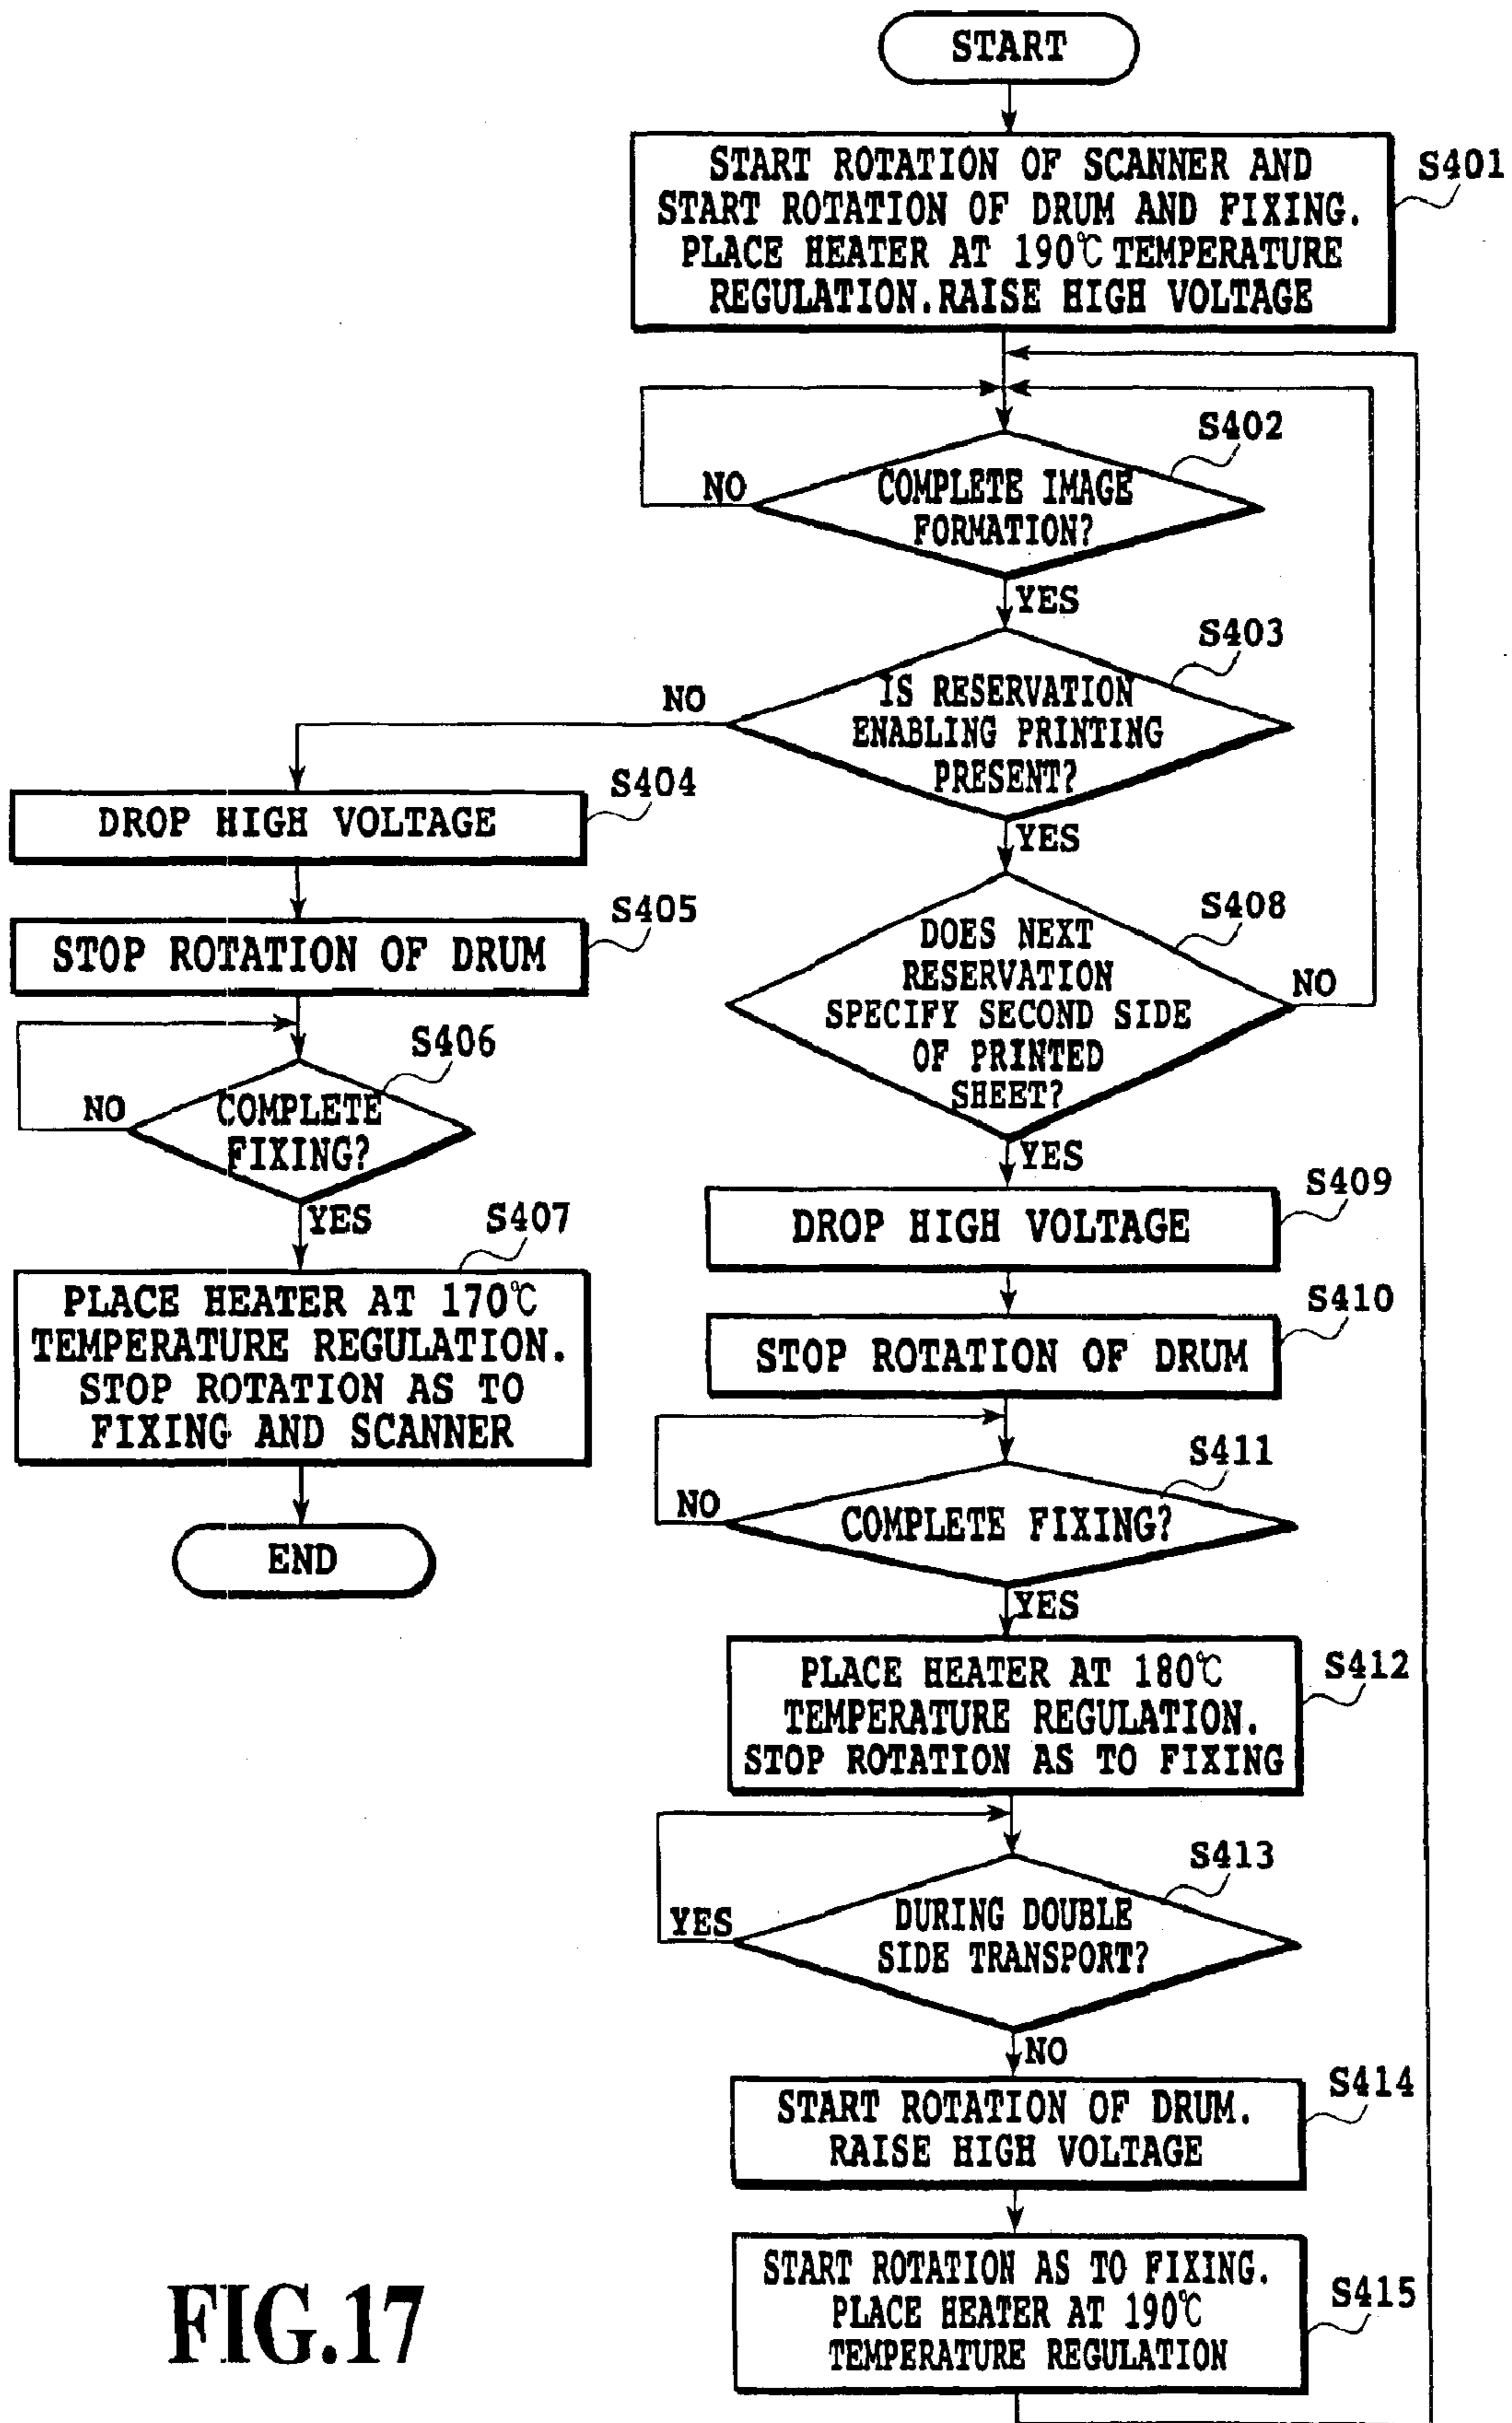 START
START ROTATION OF SCANNER AND
START ROTATION OF DRUM AND FIXING.
PLACE HEATER AT 190℃ TEMPERATURE
REGULATION.RAISE HIGH VOLTAGE
S401
S402
COMPLETE IMAGE
FORMATION?
NO
YES
S403
IS RESERVATION
ENABLING PRINTING
PRESENT?
NO
YES
S404
DROP HIGH VOLTAGE
S405
STOP ROTATION OF DRUM
S406
COMPLETE
FIXING?
NO
YES
S407
PLACE HEATER AT 170℃
TEMPERATURE REGULATION.
STOP ROTATION AS TO
FIXING AND SCANNER
END
S408
DOES NEXT
RESERVATION
SPECIFY SECOND SIDE
OF PRINTED
SHEET?
NO
YES
S409
DROP HIGH VOLTAGE
S410
STOP ROTATION OF DRUM
S411
COMPLETE FIXING?
NO
YES
S412
PLACE HEATER AT 180℃
TEMPERATURE REGULATION.
STOP ROTATION AS TO FIXING
S413
DURING DOUBLE
SIDE TRANSPORT?
YES
NO
S414
START ROTATION OF DRUM.
RAISE HIGH VOLTAGE
S415
START ROTATION AS TO FIXING.
PLACE HEATER AT 190℃
TEMPERATURE REGULATION
FIG.17